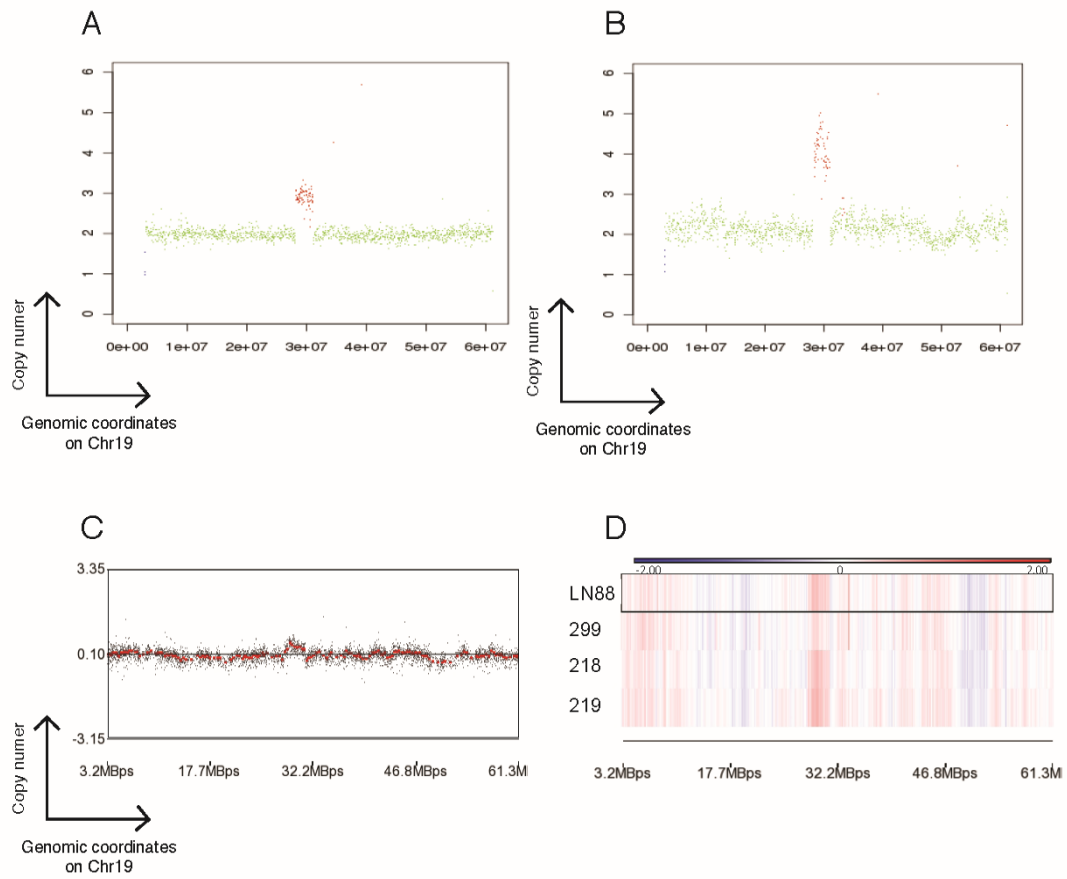 A
6
5
4
3
2
1
0
0e+00 1e+07 2e+07 3e+07 4e+07 5e+07 6e+07
Copy numer
Genomic coordinates
on Chr19
B
6
5
4
3
2
1
0
0e+00 1e+07 2e+07 3e+07 4e+07 5e+07 6e+07
Copy numer
Genomic coordinates
on Chr19
C
3.35
0.10
-3.15
3.2MBps 17.7MBps 32.2MBps 46.8MBps 61.3MI
Copy numer
Genomic coordinates
on Chr19
D
-2.00 0 2.00
LN88
299
218
219
3.2MBps 17.7MBps 32.2MBps 46.8MBps 61.3MI